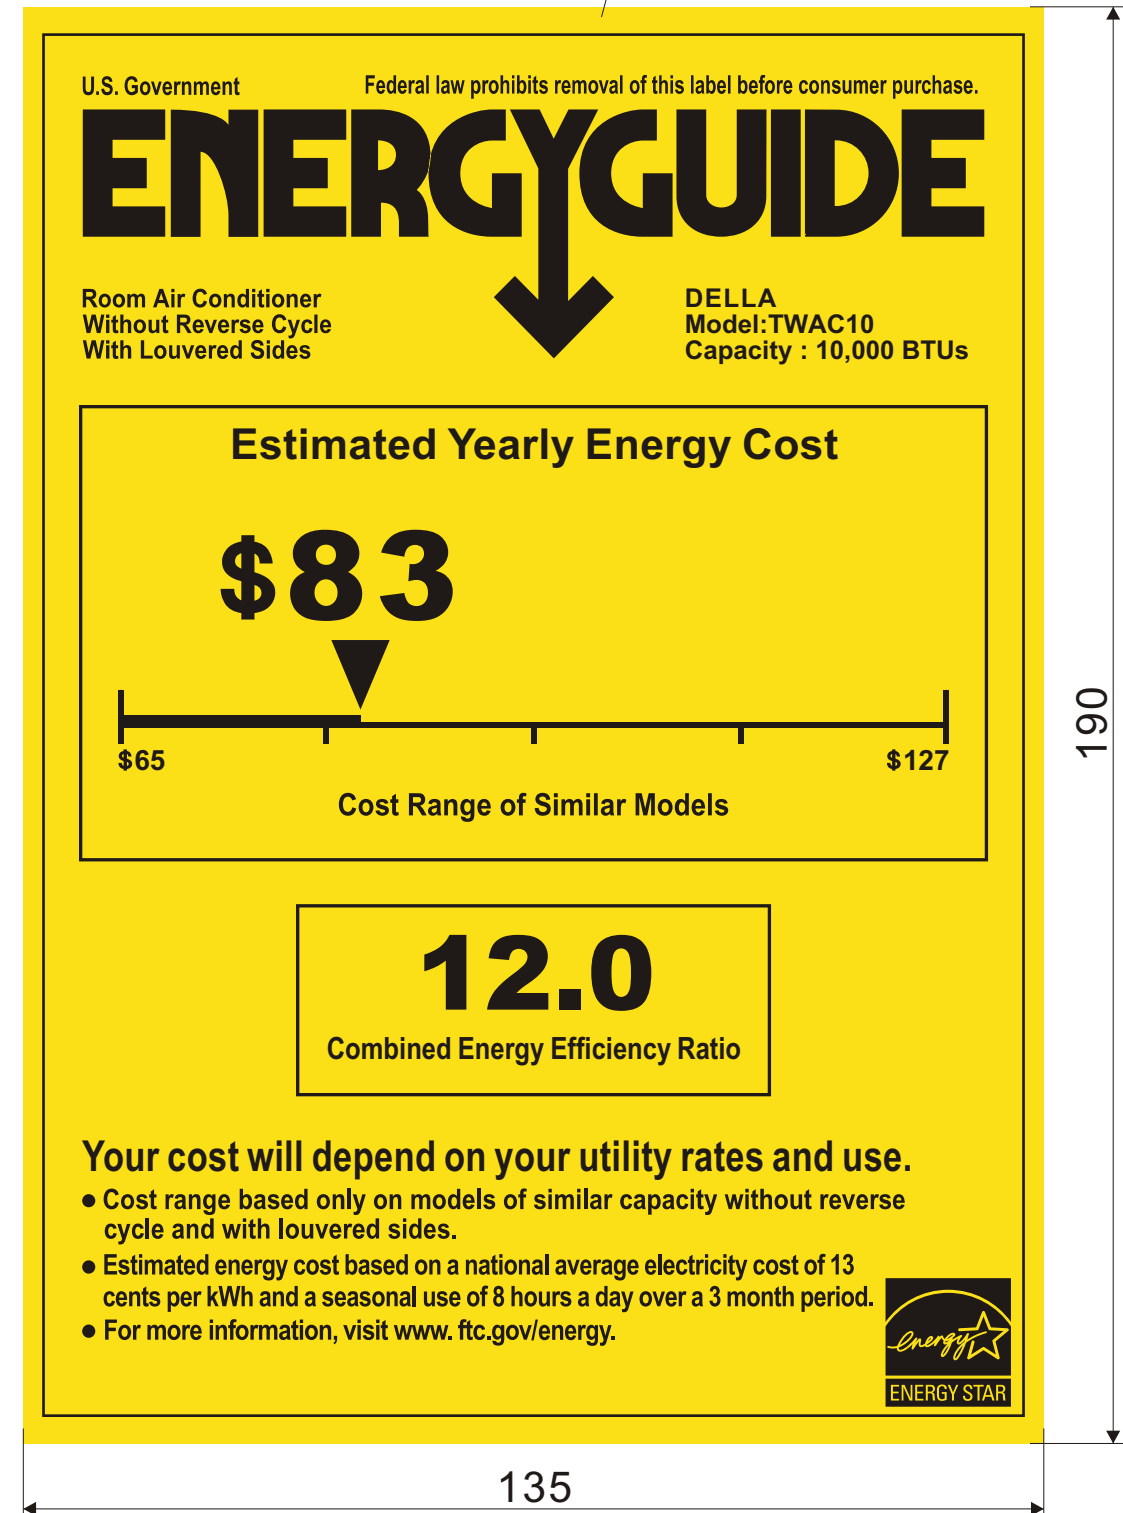 U.S. Government Federal law prohibits removal of this label before consumer purchase.
ENERGYGUIDE
Room Air Conditioner
Without Reverse Cycle
With Louvered Sides
DELLA
Model:TWAC10
Capacity : 10,000 BTUs
Estimated Yearly Energy Cost
$83
$65 $127
Cost Range of Similar Models
12.0
Combined Energy Efficiency Ratio
Your cost will depend on your utility rates and use.
● Cost range based only on models of similar capacity without reverse
cycle and with louvered sides.
● Estimated energy cost based on a national average electricity cost of 13
cents per kWh and a seasonal use of 8 hours a day over a 3 month period.
● For more information, visit www. ftc.gov/energy.
energy
ENERGY STAR
190
135